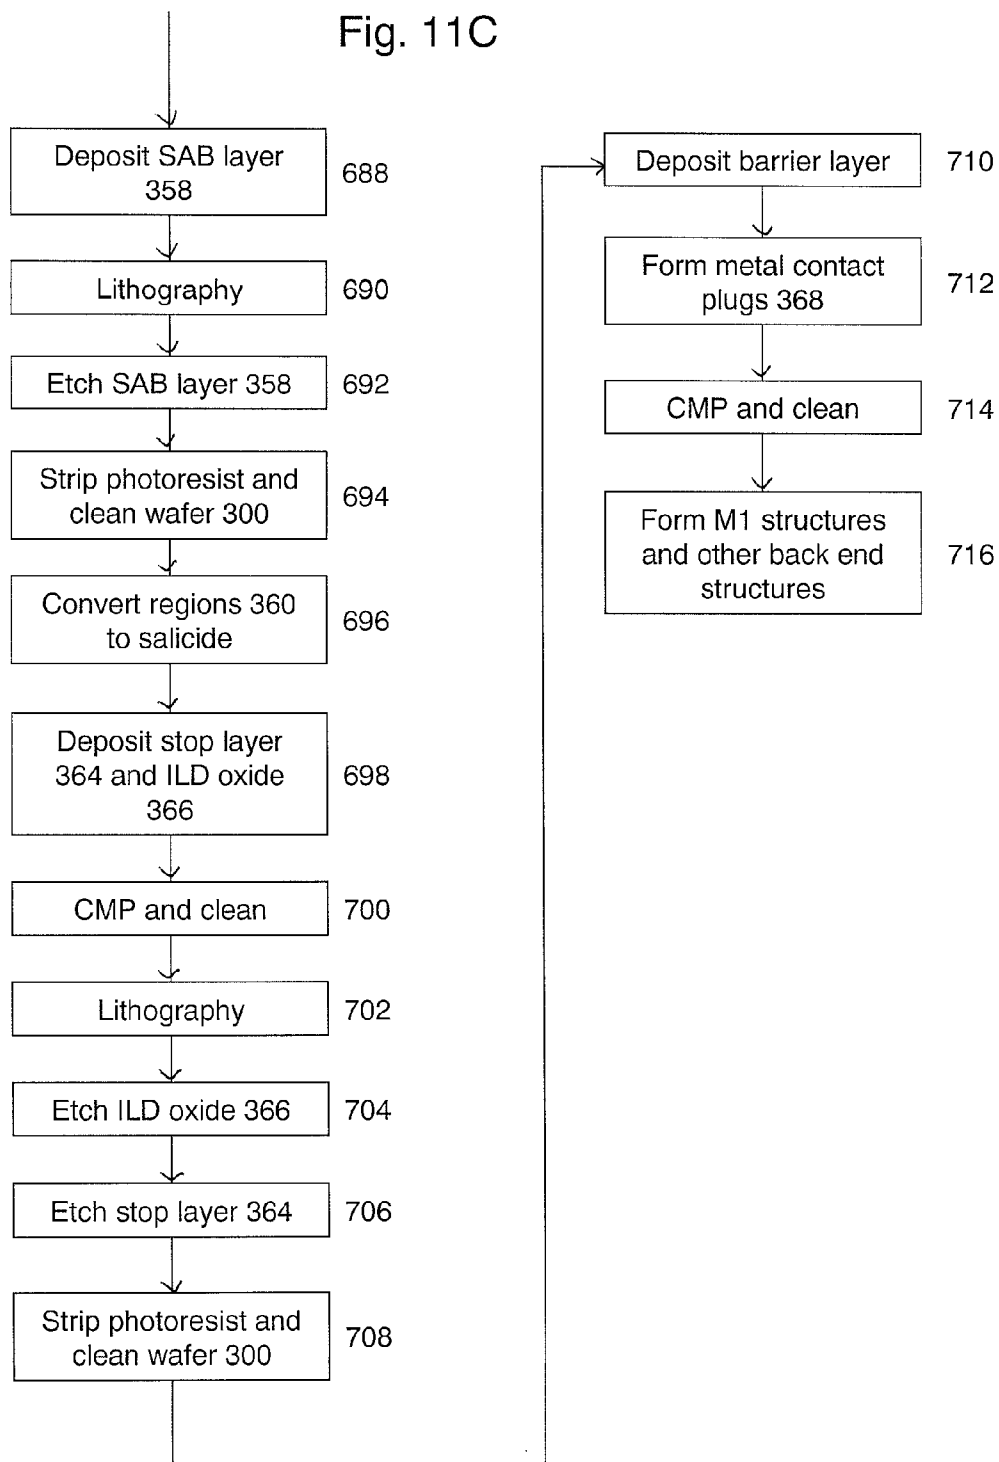 Fig. 11C
Deposit SAB layer
358
688
Lithography
690
Etch SAB layer 358
692
Strip photoresist and
clean wafer 300
694
Convert regions 360
to salicide
696
Deposit stop layer
364 and ILD oxide
366
698
CMP and clean
700
Lithography
702
Etch ILD oxide 366
704
Etch stop layer 364
706
Strip photoresist and
clean wafer 300
708
Deposit barrier layer
710
Form metal contact
plugs 368
712
CMP and clean
714
Form M1 structures
and other back end
structures
716